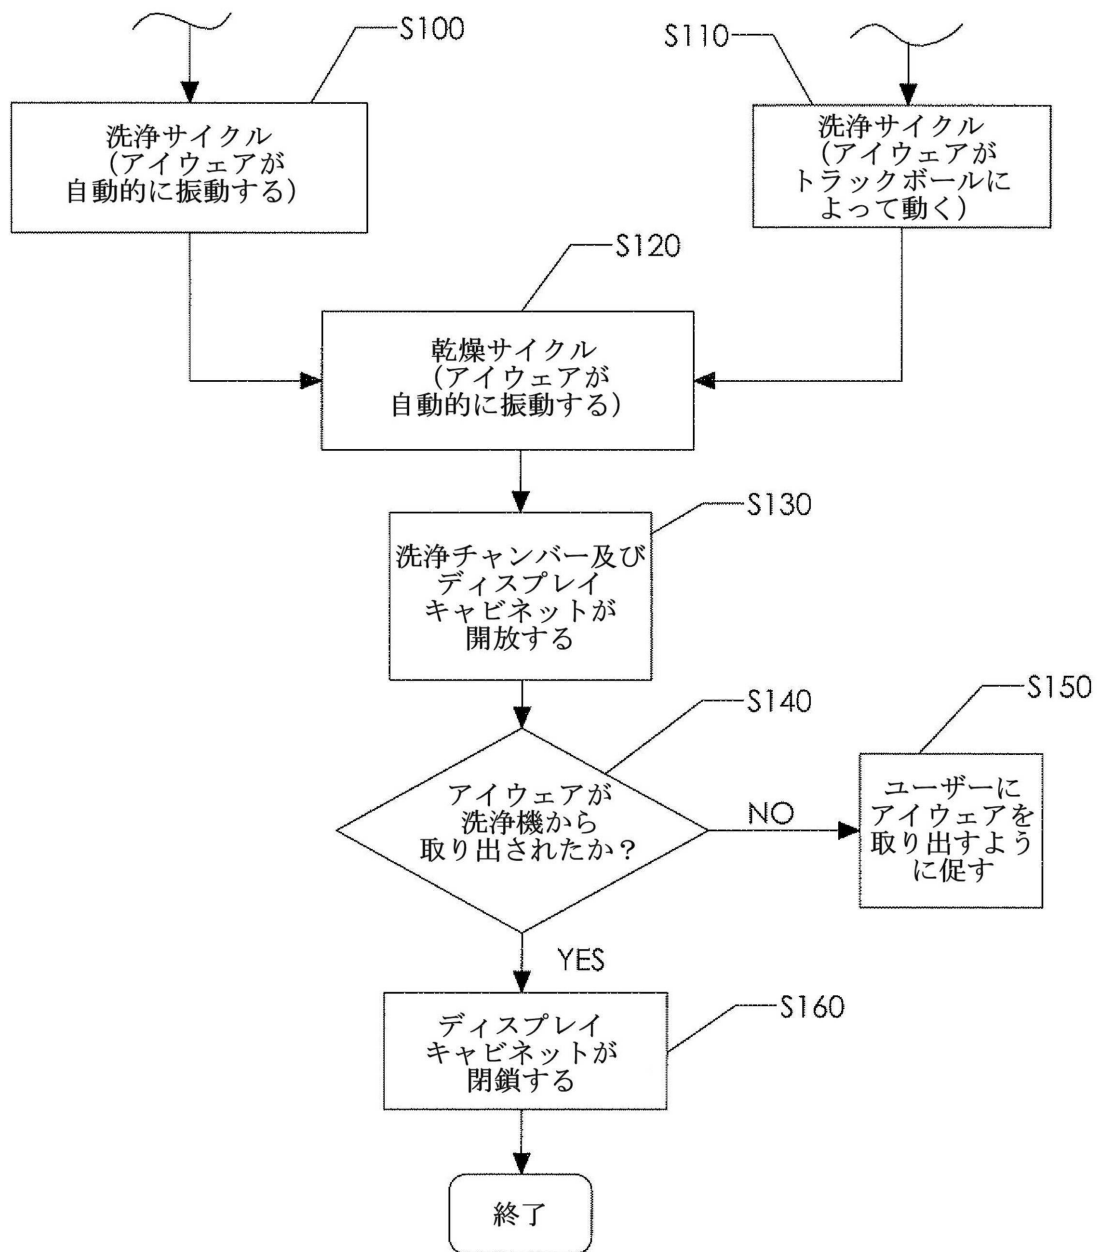 S100
洗浄サイクル
(アイウェアが
自動的に振動する)
S110
洗浄サイクル
(アイウェアが
トラックボールに
よって動く)
S120
乾燥サイクル
(アイウェアが
自動的に振動する)
S130
洗浄チャンバー及び
ディスプレイ
キャビネットが
開放する
S140
アイウェアが
洗浄機から
取り出されたか？
NO
S150
ユーザーに
アイウェアを
取り出すよう
に促す
YES
S160
ディスプレイ
キャビネットが
閉鎖する
終了